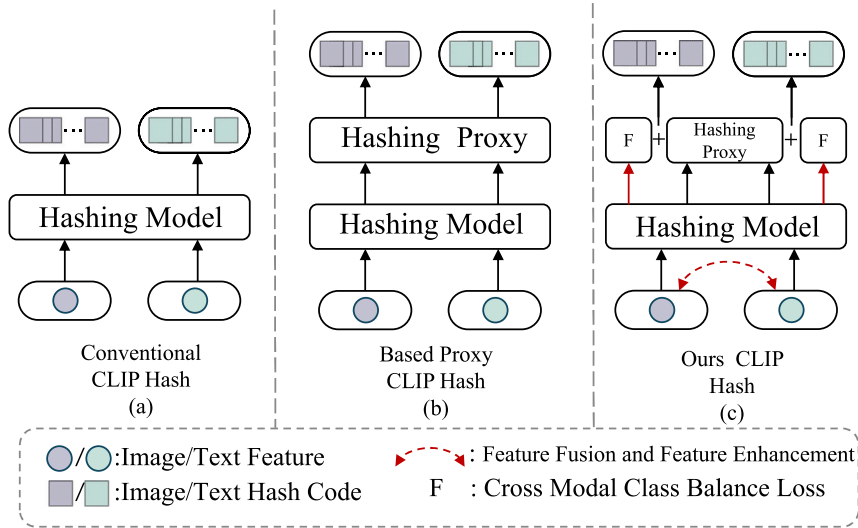 Hashing Model
Conventional
CLIP Hash
(a)
Hashing Proxy
Hashing Model
Based Proxy
CLIP Hash
(b)
F
+
Hashing
Proxy
+
F
Hashing Model
Ours CLIP
Hash
(c)
/ :Image/Text Feature
: Feature Fusion and Feature Enhancement
/ :Image/Text Hash Code
F : Cross Modal Class Balance Loss